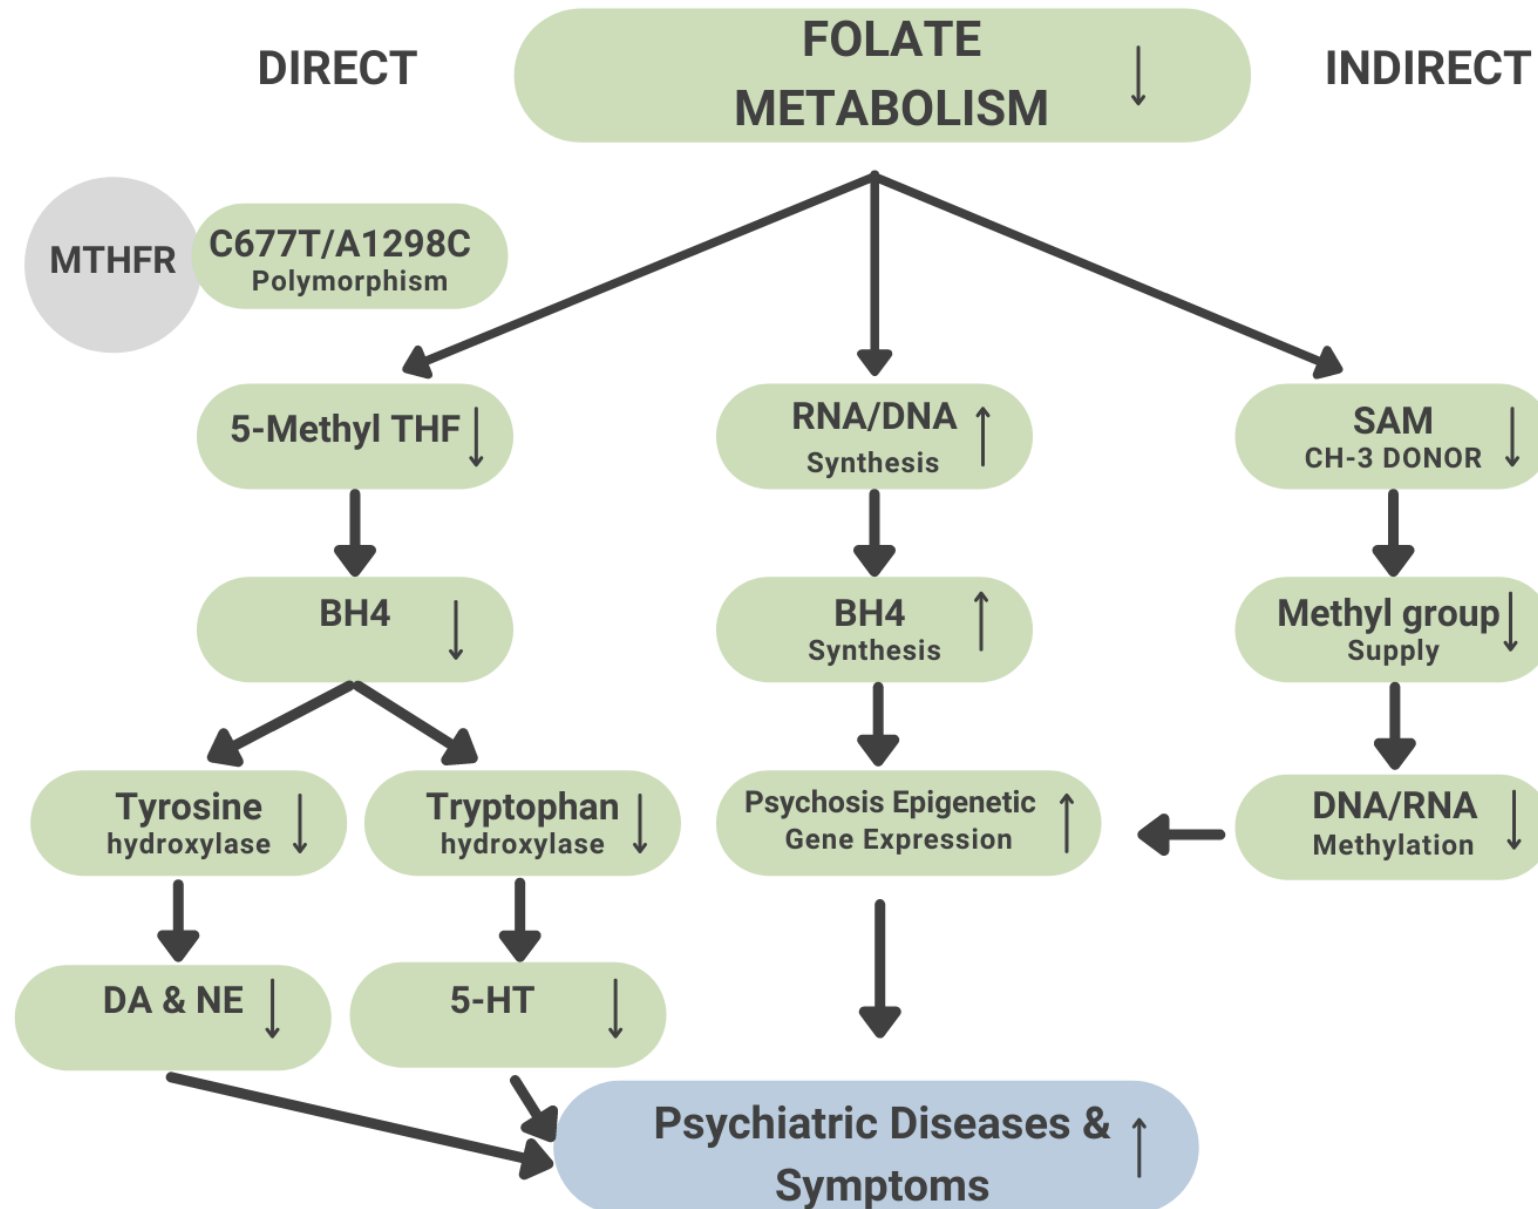 DIRECT
FOLATE
METABOLISM
INDIRECT
MTHFR
C677T/A1298C
Polymorphism
5-Methyl THF
RNA/DNA
Synthesis
SAM
CH-3 DONOR
BH4
BH4
Synthesis
Methyl group
Supply
Tyrosine
hydroxylase
Tryptophan
hydroxylase
Psychosis Epigenetic
Gene Expression
DNA/RNA
Methylation
DA & NE
5-HT
Psychiatric Diseases &
Symptoms